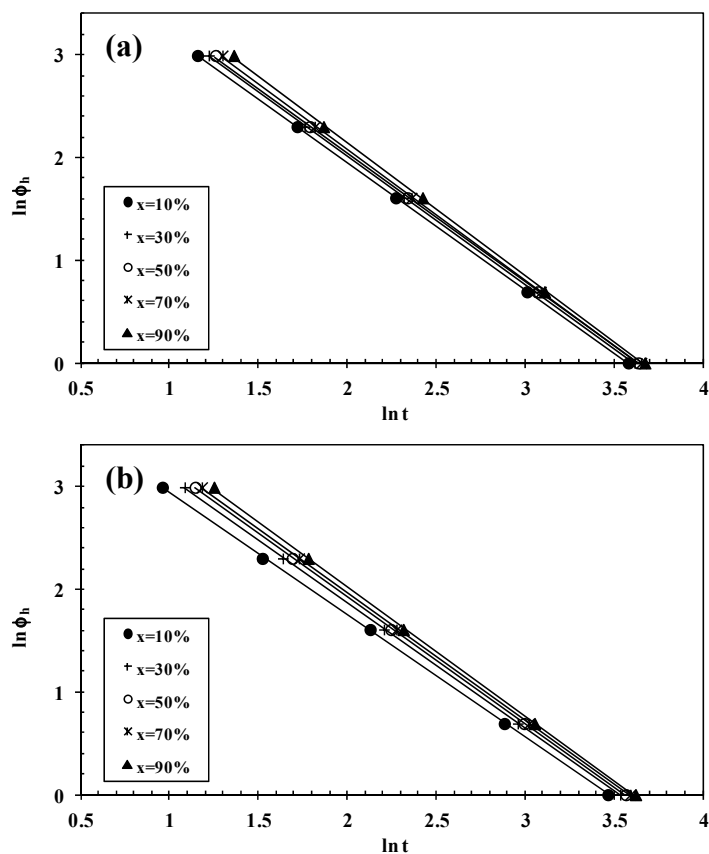 (a)
3
2
1
0
ln ϕh
x=10%
x=30%
x=50%
x=70%
x=90%
0.5 1 1.5 2 2.5 3 3.5 4
ln t
(b)
3
2
1
0
ln ϕh
x=10%
x=30%
x=50%
x=70%
x=90%
0.5 1 1.5 2 2.5 3 3.5 4
ln t